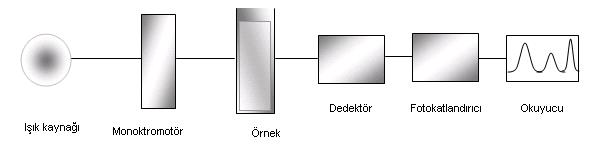 Işık kaynağı
Monoktromotör
Örnek
Dedektör
Fotokatlandırıcı
Okuyucu